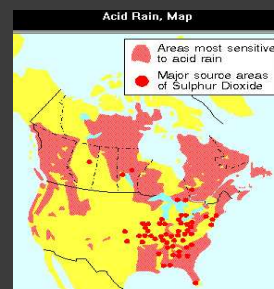 Acid Rain, Map
Areas most sensitive
to acid rain
Major source areas
of Sulphur Dioxide